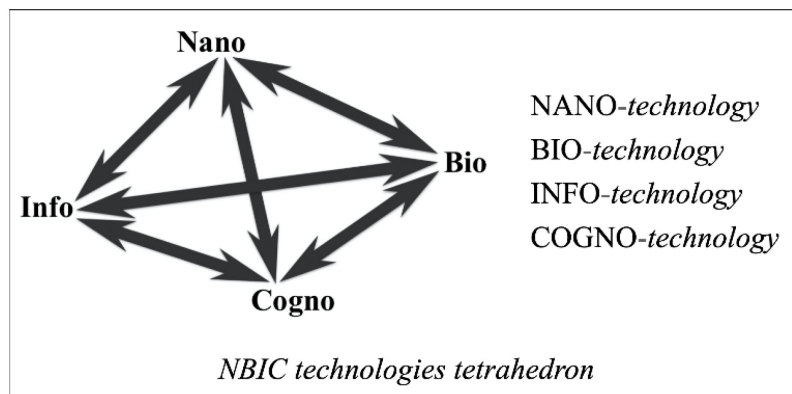 Nano
Bio
Info
Cogno
NANO-technology
BIO-technology
INFO-technology
COGNO-technology
NBIC technologies tetrahedron